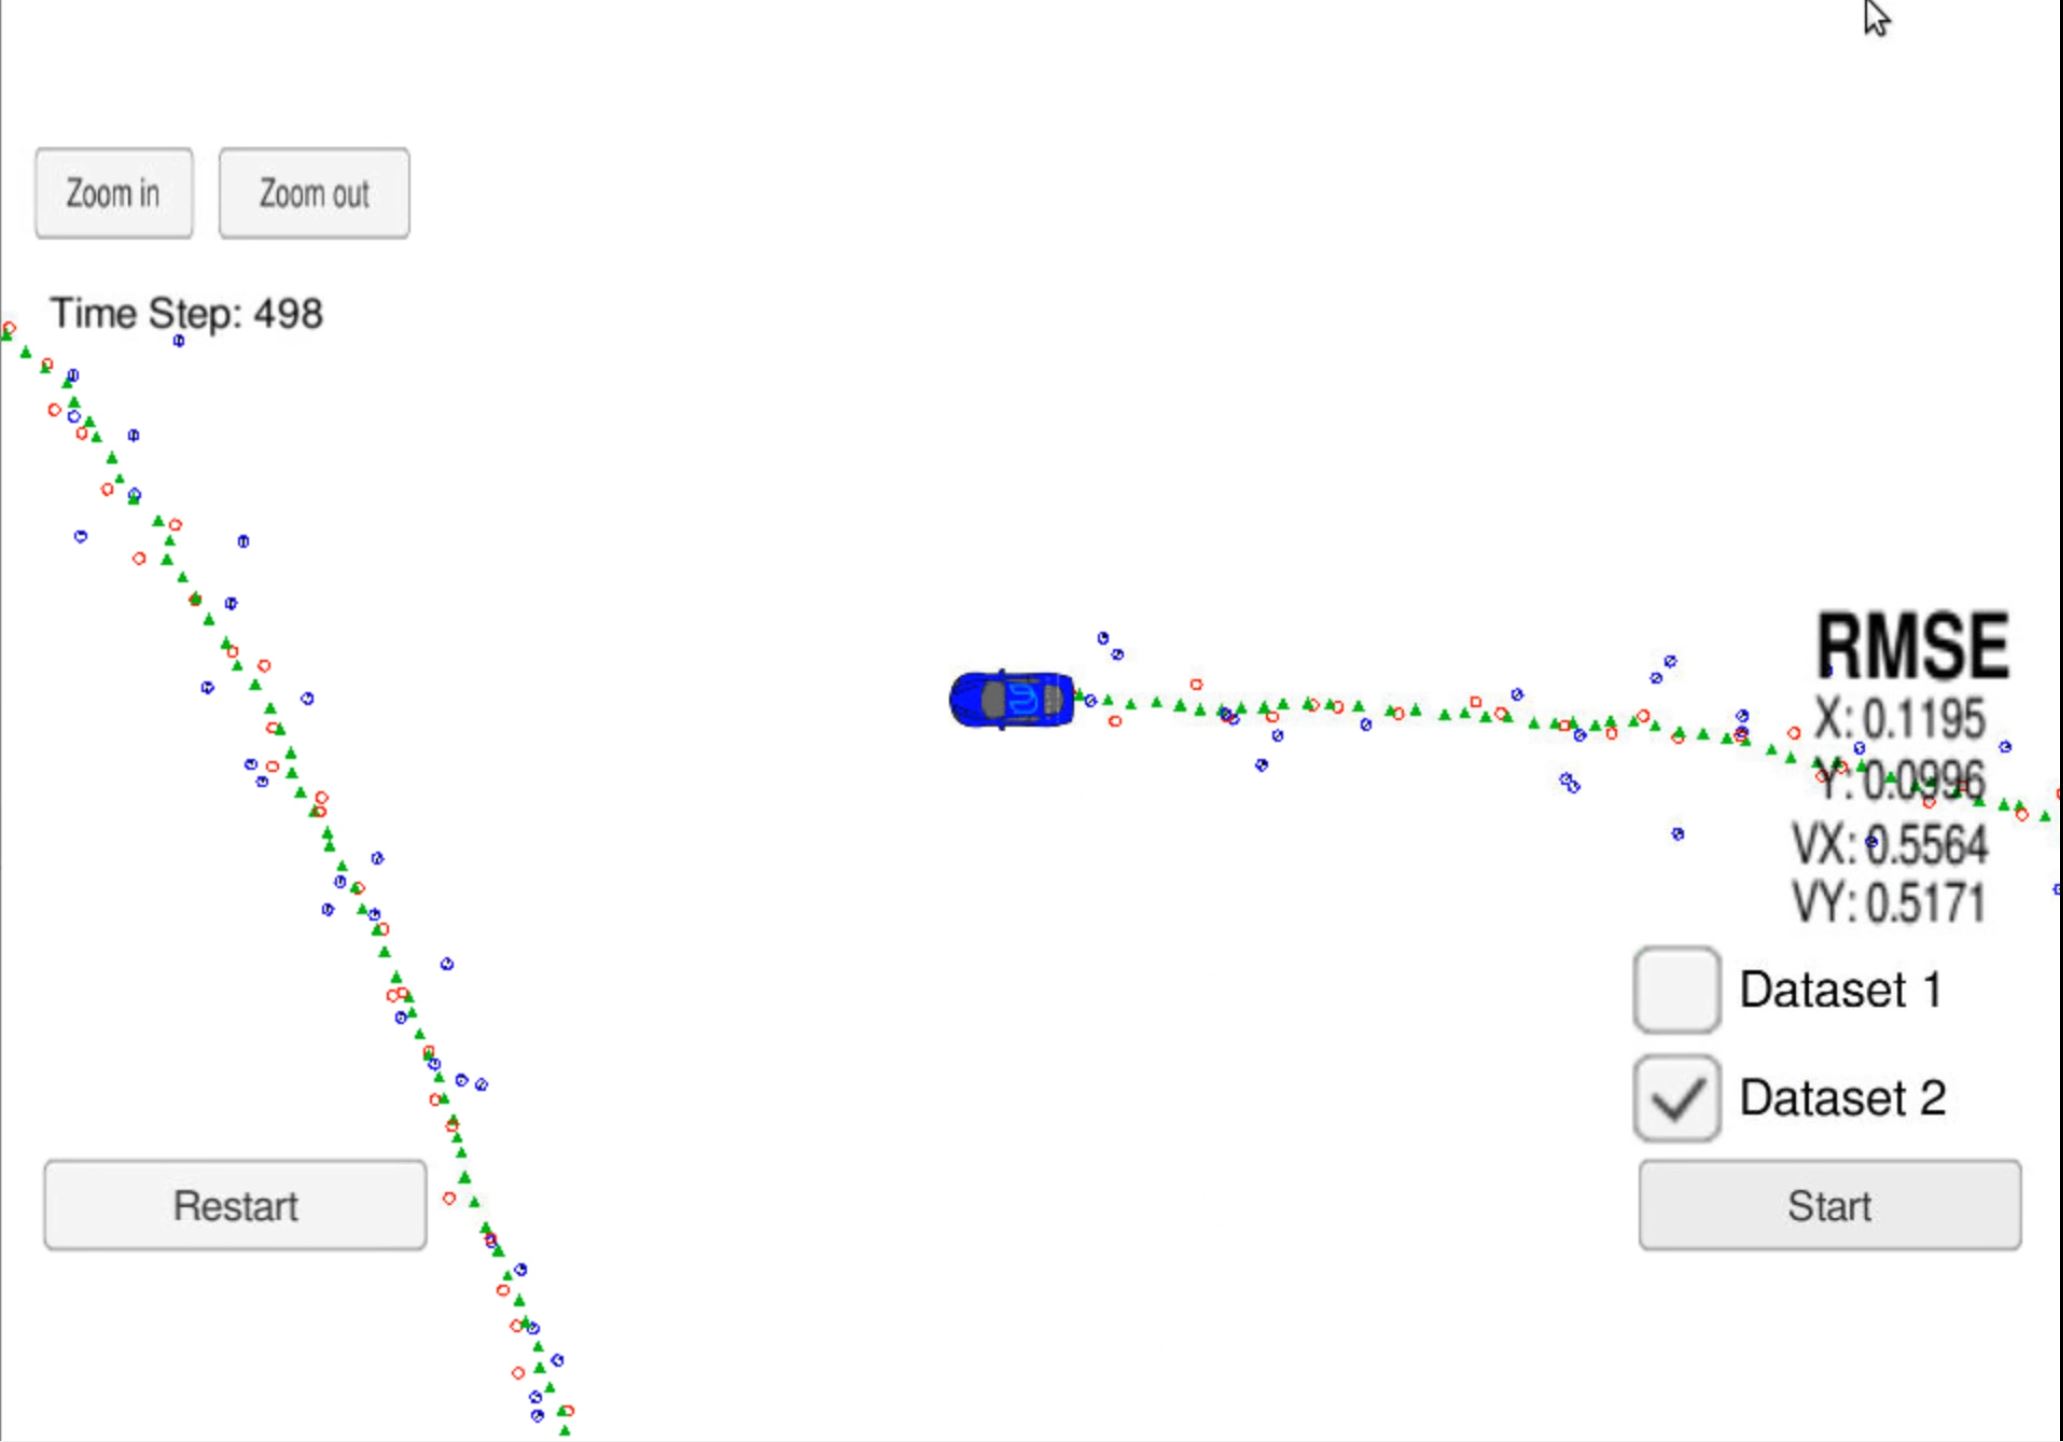 Zoom in
Zoom out
Time Step: 498
RMSE
X: 0.1195
Y: 0.0996
VX: 0.5564
VY: 0.5171
Dataset 1
Dataset 2
Restart
Start